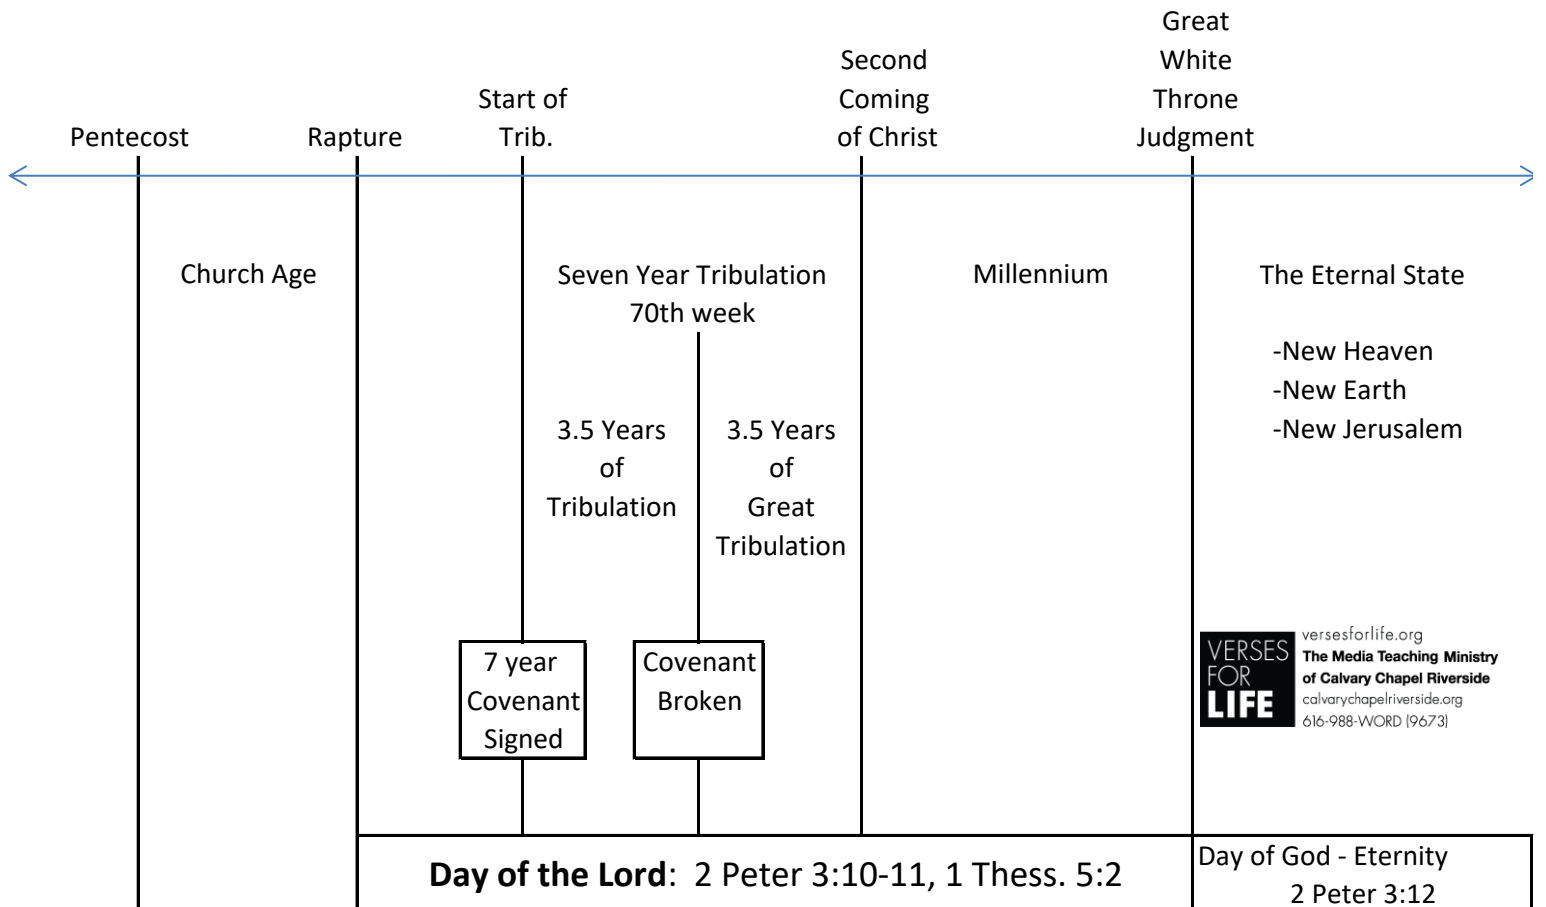 Pentecost
Rapture
Start of
Trib.
Second
Coming
of Christ
Great
White
Throne
Judgment
Church Age
Seven Year Tribulation
70th week
Millennium
The Eternal State
-New Heaven
-New Earth
-New Jerusalem
3.5 Years
of
Tribulation
3.5 Years
of
Great
Tribulation
7 year
Covenant
Signed
Covenant
Broken
VERSES
FOR
LIFE
versesforlife.org
The Media Teaching Ministry
of Calvary Chapel Riverside
calvarychapelriverside.org
616-988-WORD (9673)
Day of the Lord: 2 Peter 3:10-11, 1 Thess. 5:2
Day of God - Eternity
2 Peter 3:12